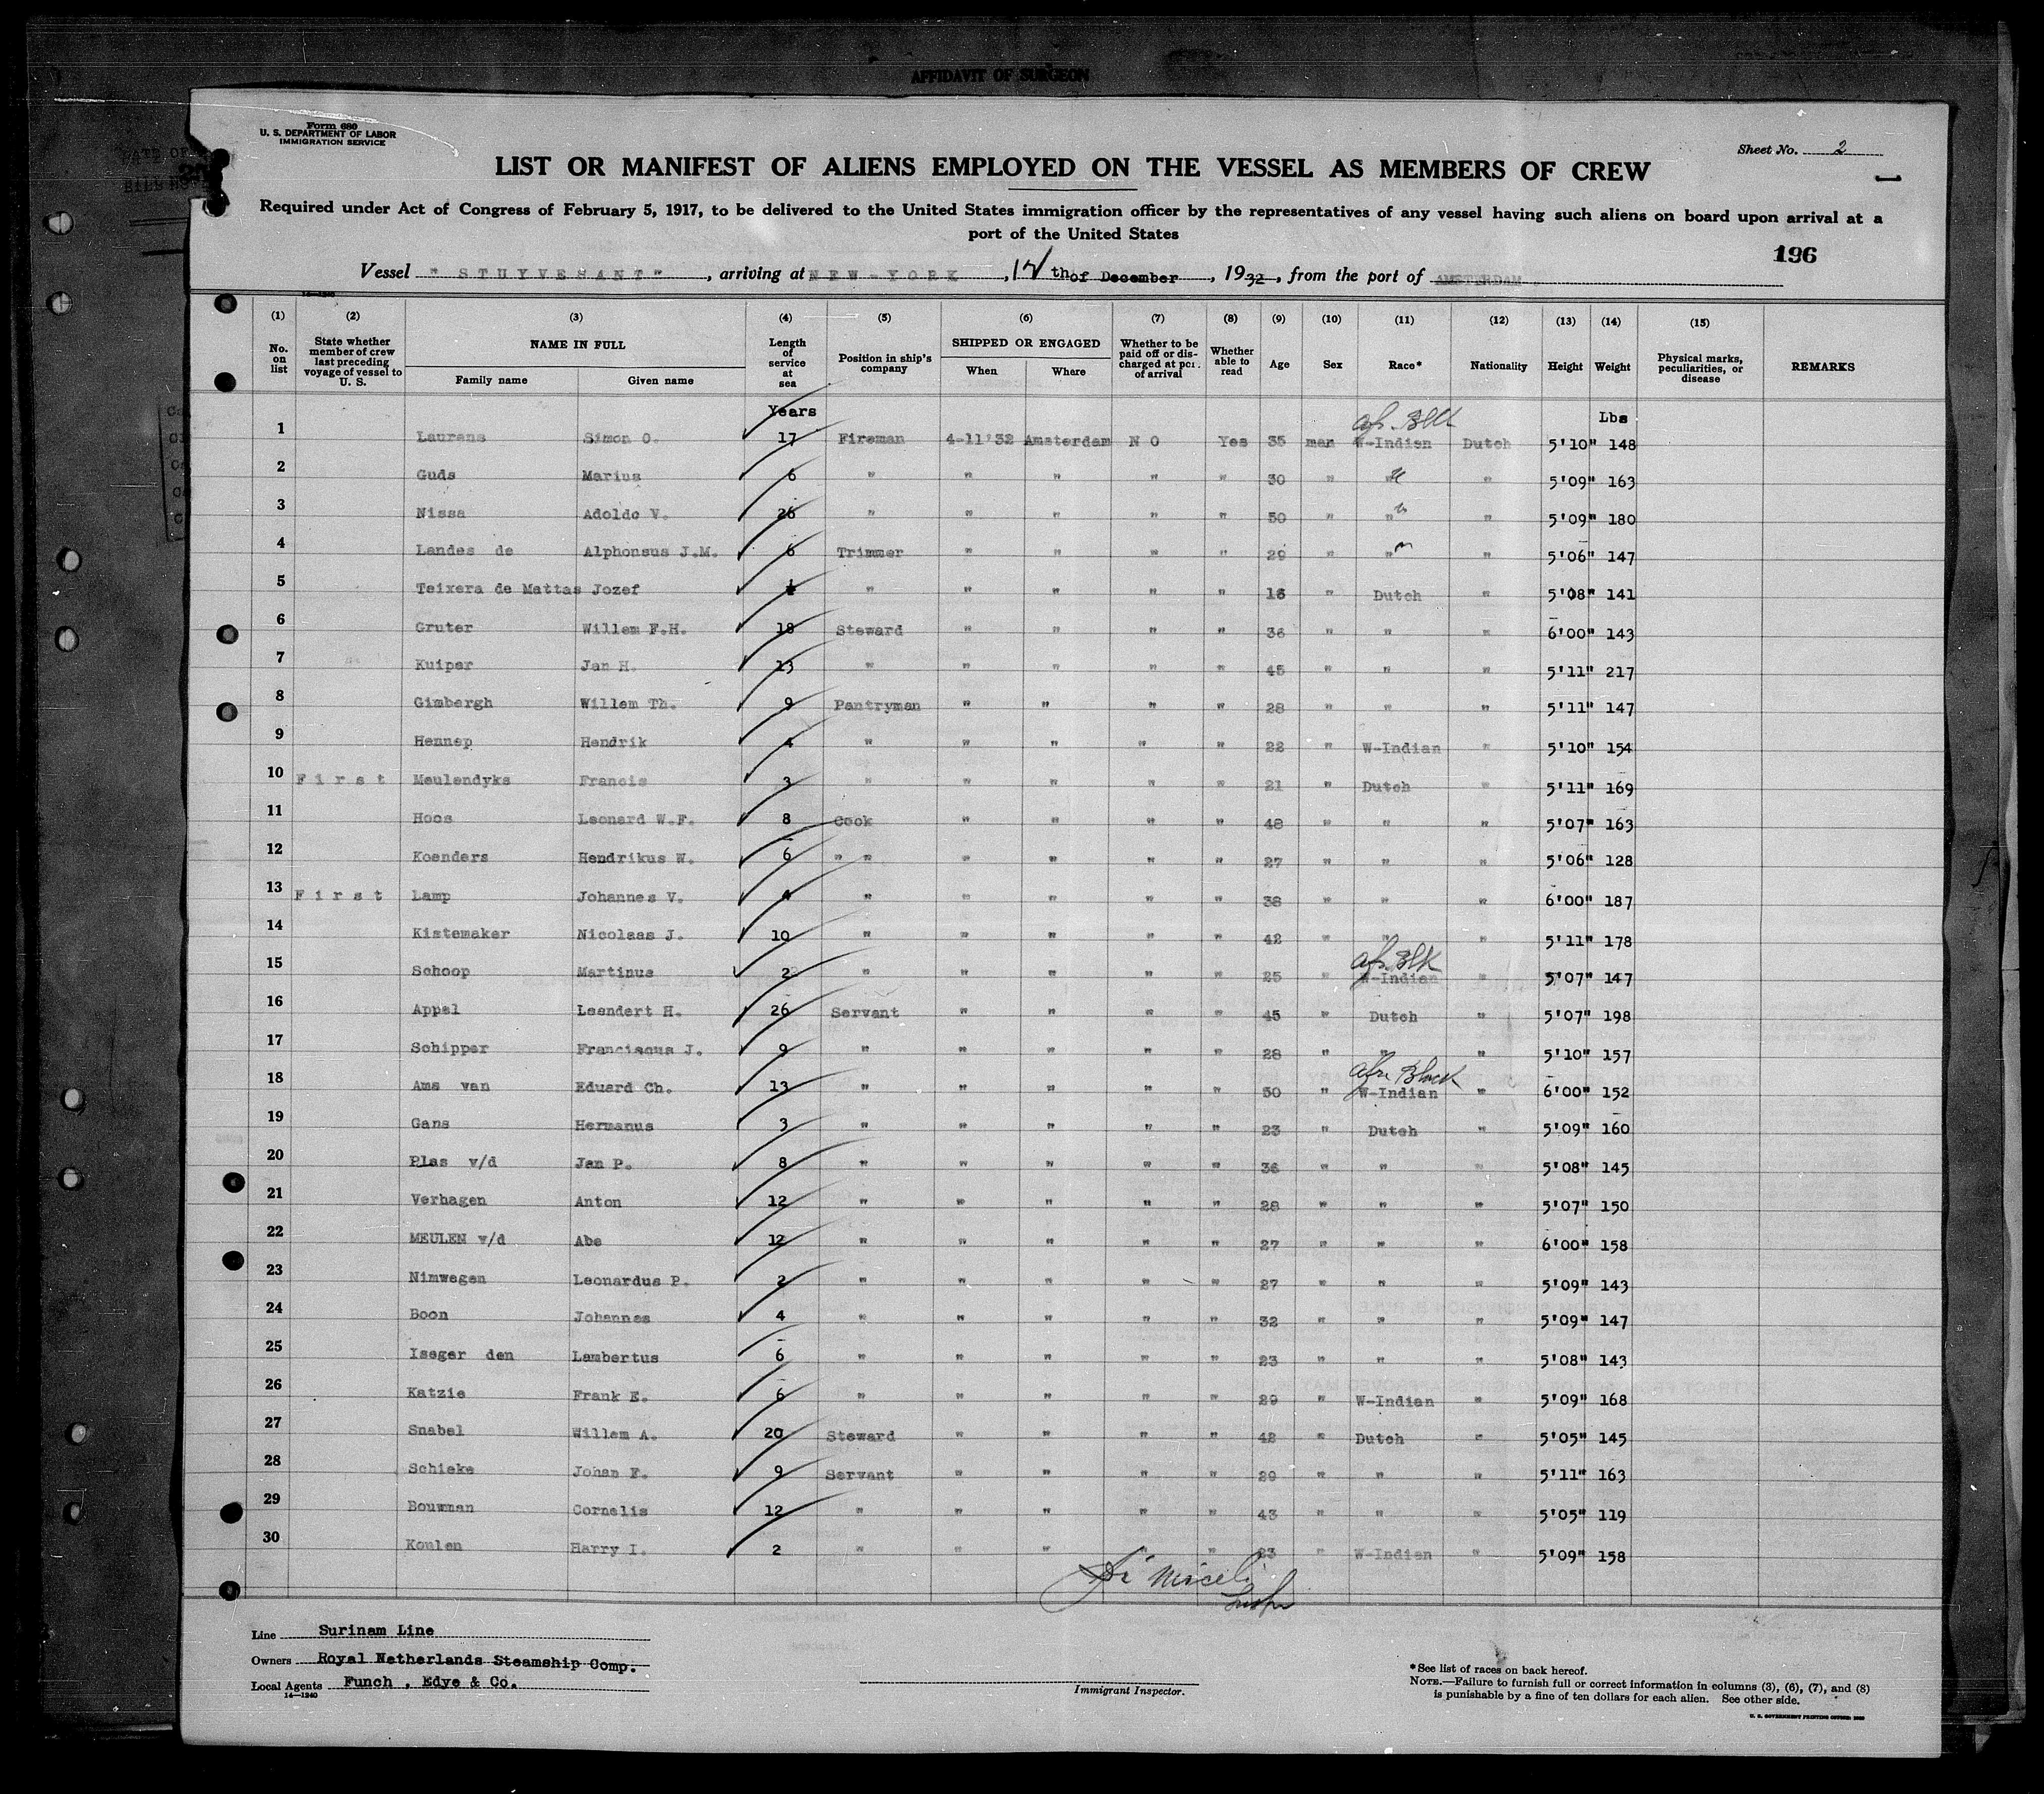 AFFIDAVIT OF SURGEON
Form 680
U. S. DEPARTMENT OF LABOR
IMMIGRATION SERVICE
Sheet No. 2
LIST OR MANIFEST OF ALIENS EMPLOYED ON THE VESSEL AS MEMBERS OF CREW
Required under Act of Congress of February 5, 1917, to be delivered to the United States immigration officer by the representatives of any vessel having such aliens on board upon arrival at a
port of the United States
196
Vessel "STUYVESANT", arriving at NEW-YORK, 12th of December, 1932, from the port of AMSTERDAM
(1) (2) (3) (4) (5) (6) (7) (8) (9) (10) (11) (12) (13) (14) (15)
No. on list State whether member of crew last preceding voyage of vessel to U. S. NAME IN FULL Family name Given name Length of service at sea Position in ship's company SHIPPED OR ENGAGED When Where Whether to be paid off or discharged at port of arrival Whether able to read Age Sex Race* Nationality Height Weight Physical marks, peculiarities, or disease REMARKS
Years Afr. Blk Lbs
1 Laurens Simon O. 17 Fireman 4-11'32 Amsterdam N O Yes 35 man W-Indian Dutch 5'10" 148
2 Guds Marius 6 " " " " " 30 " " " 5'09" 163
3 Nissa Adoldo V. 26 " " " " " 50 " " " 5'09" 180
4 Landes de Alphonsus J.M. 6 Trimmer " " " " 29 " " " 5'06" 147
5 Teixera de Mattas Jozef " " " " " 16 " Dutch " 5'08" 141
6 Gruter Willem F.H. 18 Steward " " " " 36 " " " 6'00" 143
7 Kuiper Jan H. 13 " " " " " 45 " " " 5'11" 217
8 Gimbergh Willem Th. 9 Pantryman " " " " 28 " " " 5'11" 147
9 Hennep Hendrik 4 " " " " " 22 " W-Indian " 5'10" 154
10 First Meulendyks Francis 3 " " " " " 21 " Dutch " 5'11" 169
11 Hoos Leonard W.F. 8 Cook " " " " 48 " " " 5'07" 163
12 Koenders Hendrikus W. 6 " " " " " " 27 " " " 5'06" 128
13 First Lamp Johannes V. 4 " " " " " 38 " " " 6'00" 187
14 Kistemaker Nicolaas J. 10 " " " " " 42 " " " 5'11" 178
Afr. Blk
15 Schoop Martinus 2 " " " " " 25 " W-Indian " 5'07" 147
16 Appel Leendert H. 26 Servant " " " " 45 " Dutch " 5'07" 198
17 Schipper Franciscus J. 9 " " " " " 28 " " " 5'10" 157
Afr. Black
18 Ams van Eduard Ch. 13 " " " " " 50 " W-Indian " 6'00" 152
19 Gans Hermanus 3 " " " " " 23 " Dutch " 5'09" 160
20 Plas v/d Jan P. 8 " " " " " 36 " " " 5'08" 145
21 Verhagen Anton 12 " " " " " 28 " " " 5'07" 150
22 MEULEN v/d Abe 12 " " " " " 27 " " " 6'00" 158
23 Nimwegen Leonardus P. 2 " " " " " 27 " " " 5'09" 143
24 Boon Johannes 4 " " " " " 32 " " " 5'09" 147
25 Iseger den Lambertus 6 " " " " " 23 " " " 5'08" 143
26 Katzie Frank E. 6 " " " " " 29 " W-Indian " 5'09" 168
27 Snabel Willem A. 20 Steward " " " " 42 " Dutch " 5'05" 145
28 Schieke Johan F. 9 Servant " " " " 29 " " " 5'11" 163
29 Bouwman Cornelis 12 " " " " " 43 " " " 5'05" 119
30 Koulen Harry I. 2 " " " " " 23 " W-Indian " 5'09" 158
Line Surinam Line
Owners Royal Netherlands Steamship Comp.
Local Agents Funch, Edye & Co.
14-1240
Immigrant Inspector.
*See list of races on back hereof.
NOTE.—Failure to furnish full or correct information in columns (3), (6), (7), and (8)
is punishable by a fine of ten dollars for each alien. See other side.